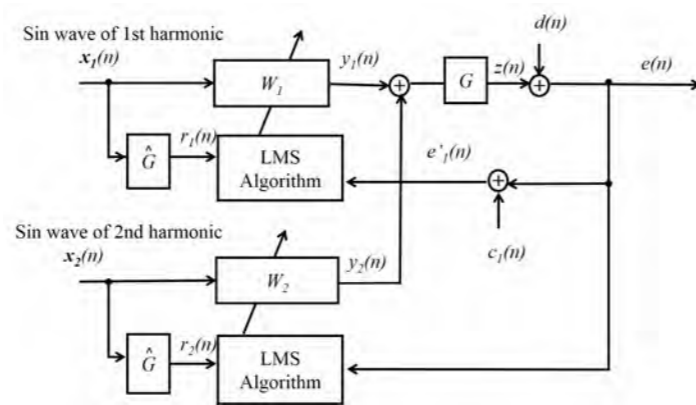 Sin wave of 1st harmonic
x₁(n)
W₁
y₁(n)
G
z(n)
d(n)
e(n)
Ĝ
r₁(n)
LMS
Algorithm
e'₁(n)
c₁(n)
Sin wave of 2nd harmonic
x₂(n)
W₂
y₂(n)
Ĝ
r₂(n)
LMS
Algorithm